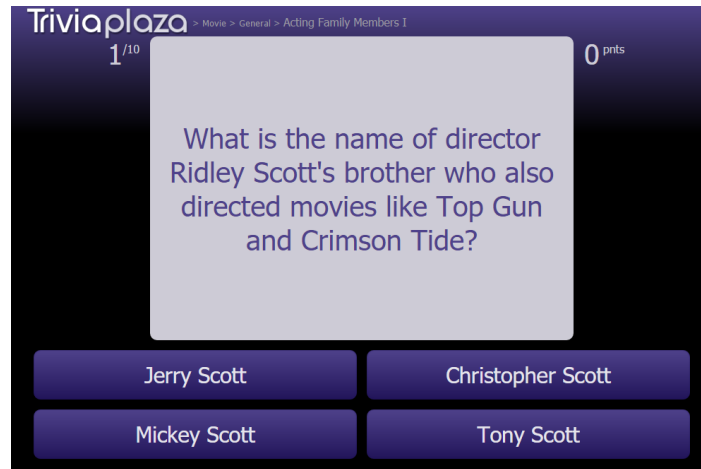 Triviaplaza > Movie > General > Acting Family Members I
1/10
0 pnts
What is the name of director
Ridley Scott's brother who also
directed movies like Top Gun
and Crimson Tide?
Jerry Scott
Christopher Scott
Mickey Scott
Tony Scott